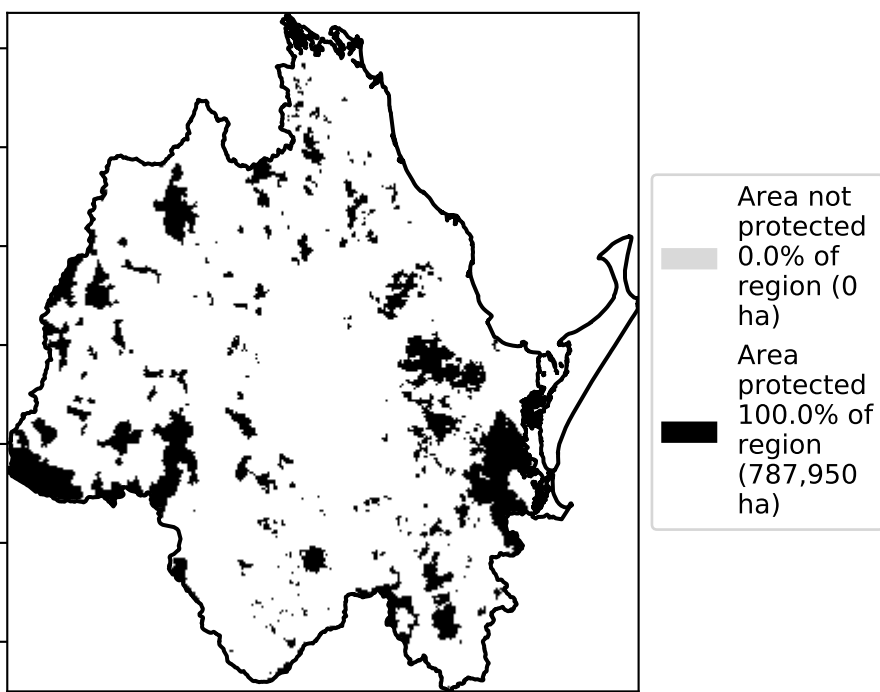 Area not
protected
0.0% of
region (0
ha)
Area
protected
100.0% of
region
(787,950
ha)